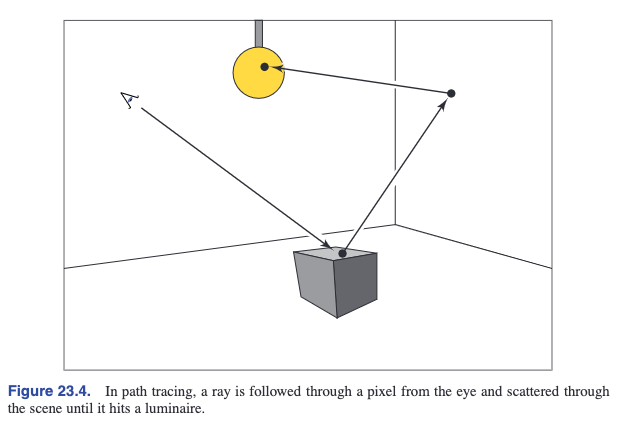 Figure 23.4. In path tracing, a ray is followed through a pixel from the eye and scattered through
the scene until it hits a luminaire.